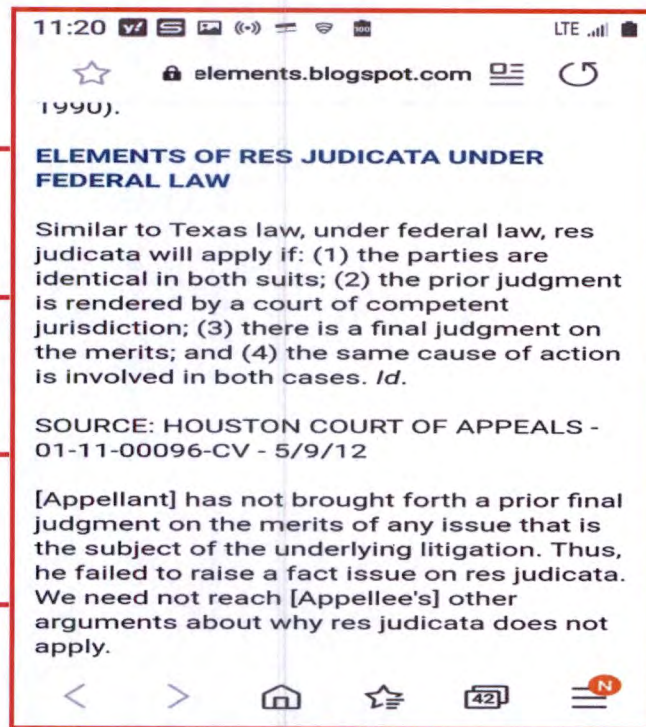 11:20
100
LTE
elements.blogspot.com
1990).
ELEMENTS OF RES JUDICATA UNDER
FEDERAL LAW
Similar to Texas law, under federal law, res
judicata will apply if: (1) the parties are
identical in both suits; (2) the prior judgment
is rendered by a court of competent
jurisdiction; (3) there is a final judgment on
the merits; and (4) the same cause of action
is involved in both cases. Id.
SOURCE: HOUSTON COURT OF APPEALS -
01-11-00096-CV - 5/9/12
[Appellant] has not brought forth a prior final
judgment on the merits of any issue that is
the subject of the underlying litigation. Thus,
he failed to raise a fact issue on res judicata.
We need not reach [Appellee's] other
arguments about why res judicata does not
apply.
42
N